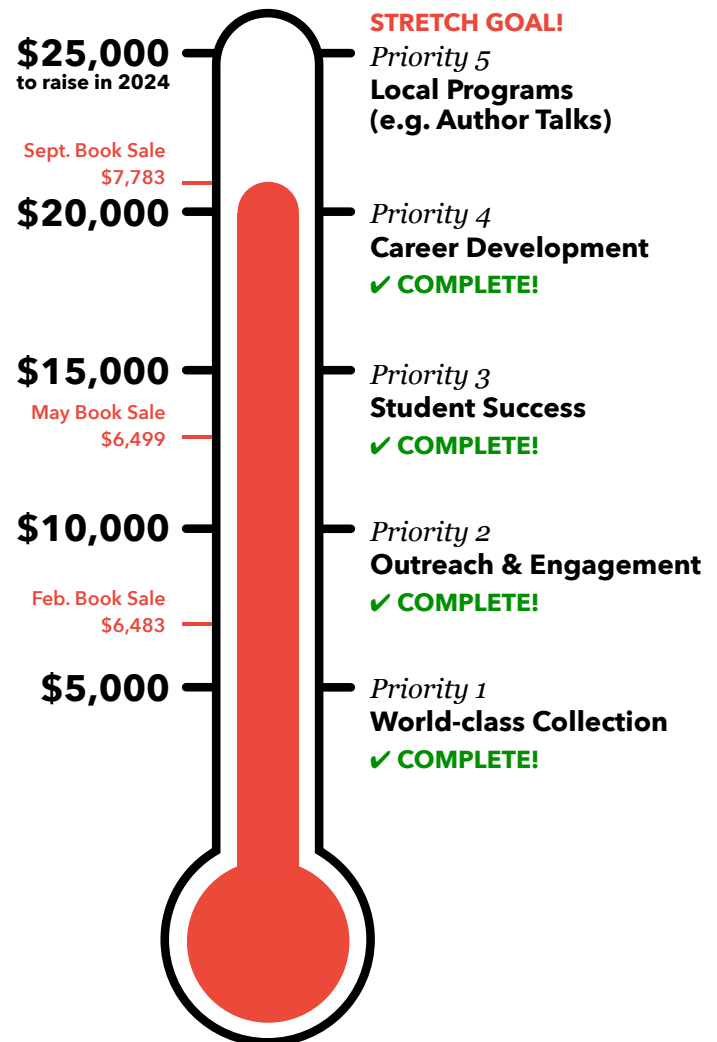 STRETCH GOAL!
$25,000
to raise in 2024
Priority 5
Local Programs
(e.g. Author Talks)
Sept. Book Sale
$7,783
$20,000
Priority 4
Career Development
✔ COMPLETE!
$15,000
Priority 3
Student Success
✔ COMPLETE!
May Book Sale
$6,499
$10,000
Priority 2
Outreach & Engagement
✔ COMPLETE!
Feb. Book Sale
$6,483
$5,000
Priority 1
World-class Collection
✔ COMPLETE!